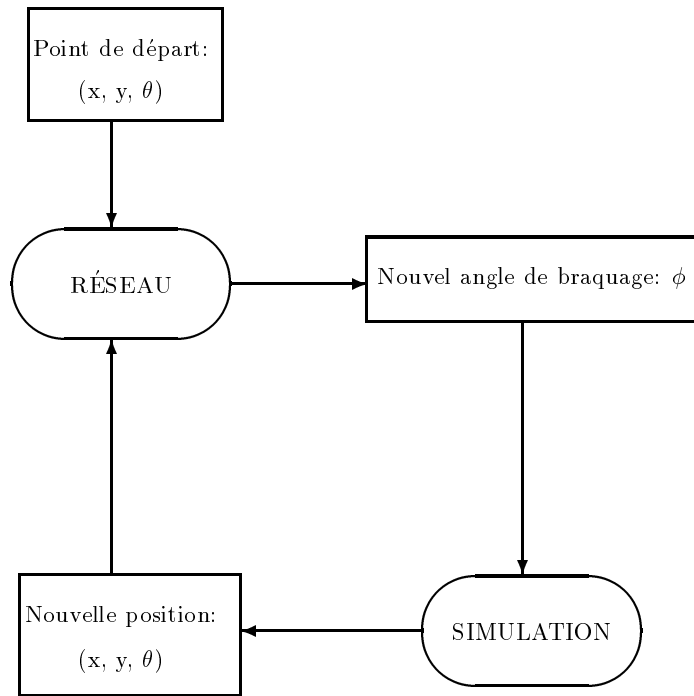 Point de départ:
(x, y, θ)
RÉSEAU
Nouvel angle de braquage: ϕ
Nouvelle position:
(x, y, θ)
SIMULATION